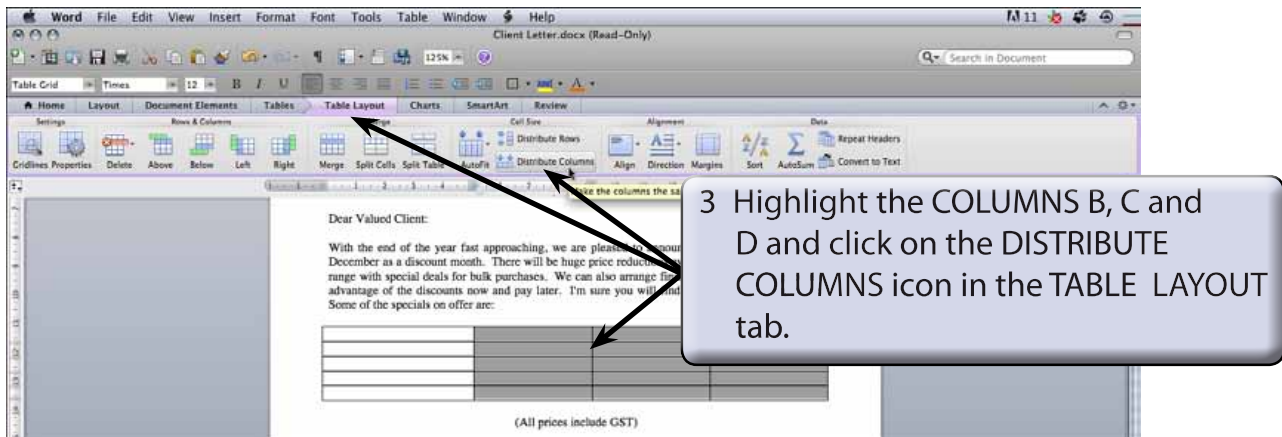 Word File Edit View Insert Format Font Tools Table Window Help
11
Client Letter.docx (Read-Only)
125%
Search in Document
Table Grid Times 12 B I U
Home Layout Document Elements Tables Table Layout Charts SmartArt Review
Settings Rows & Columns Cell Size Alignment Data
Distribute Rows Repeat Headers
Distribute Columns Convert to Text
Gridlines Properties Delete Above Below Left Right Merge Split Cells Split Table AutoFit Align Direction Margins Sort AutoSum
the columns the
Dear Valued Client:
With the end of the year fast approaching, we are pleased to
December as a discount month. There will be huge price
range with special deals for bulk purchases. We can also arrange
advantage of the discounts now and pay later. I'm sure you will
Some of the specials on offer are:
(All prices include GST)
3 Highlight the COLUMNS B, C and
D and click on the DISTRIBUTE
COLUMNS icon in the TABLE LAYOUT
tab.